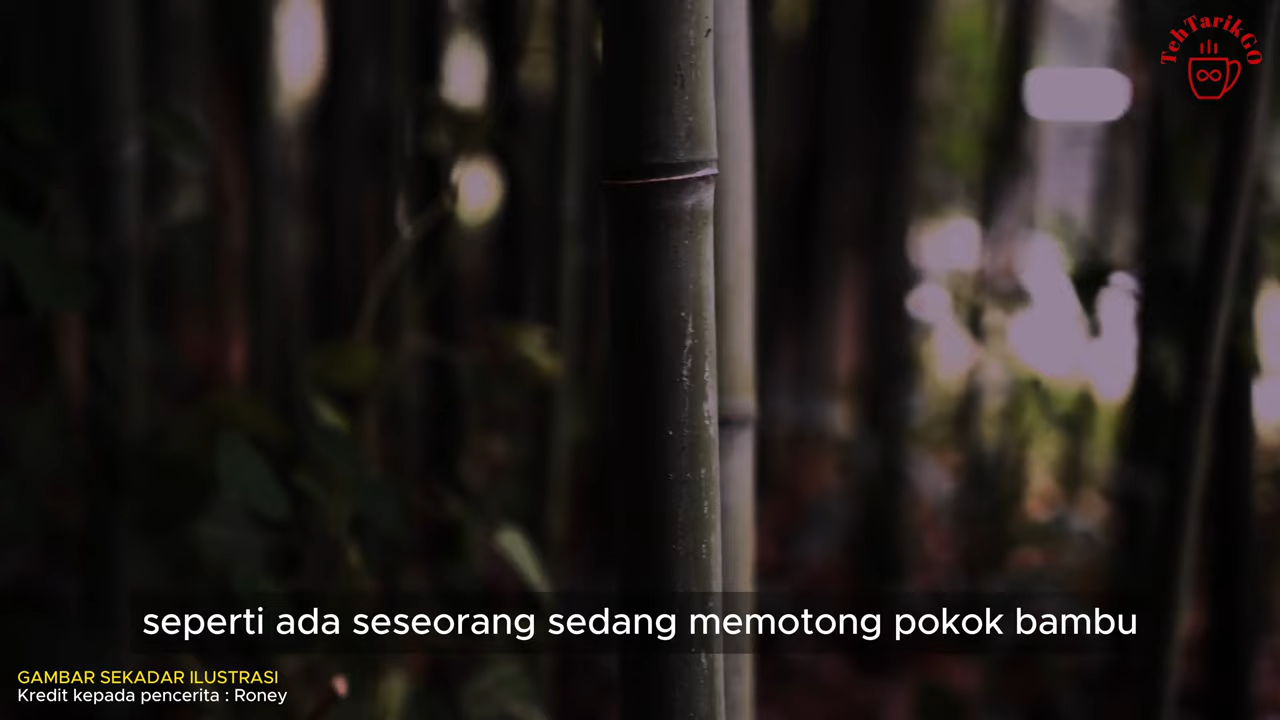 TehTarikGO
seperti ada seseorang sedang memotong pokok bambu
GAMBAR SEKADAR ILUSTRASI
Kredit kepada pencerita : Roney